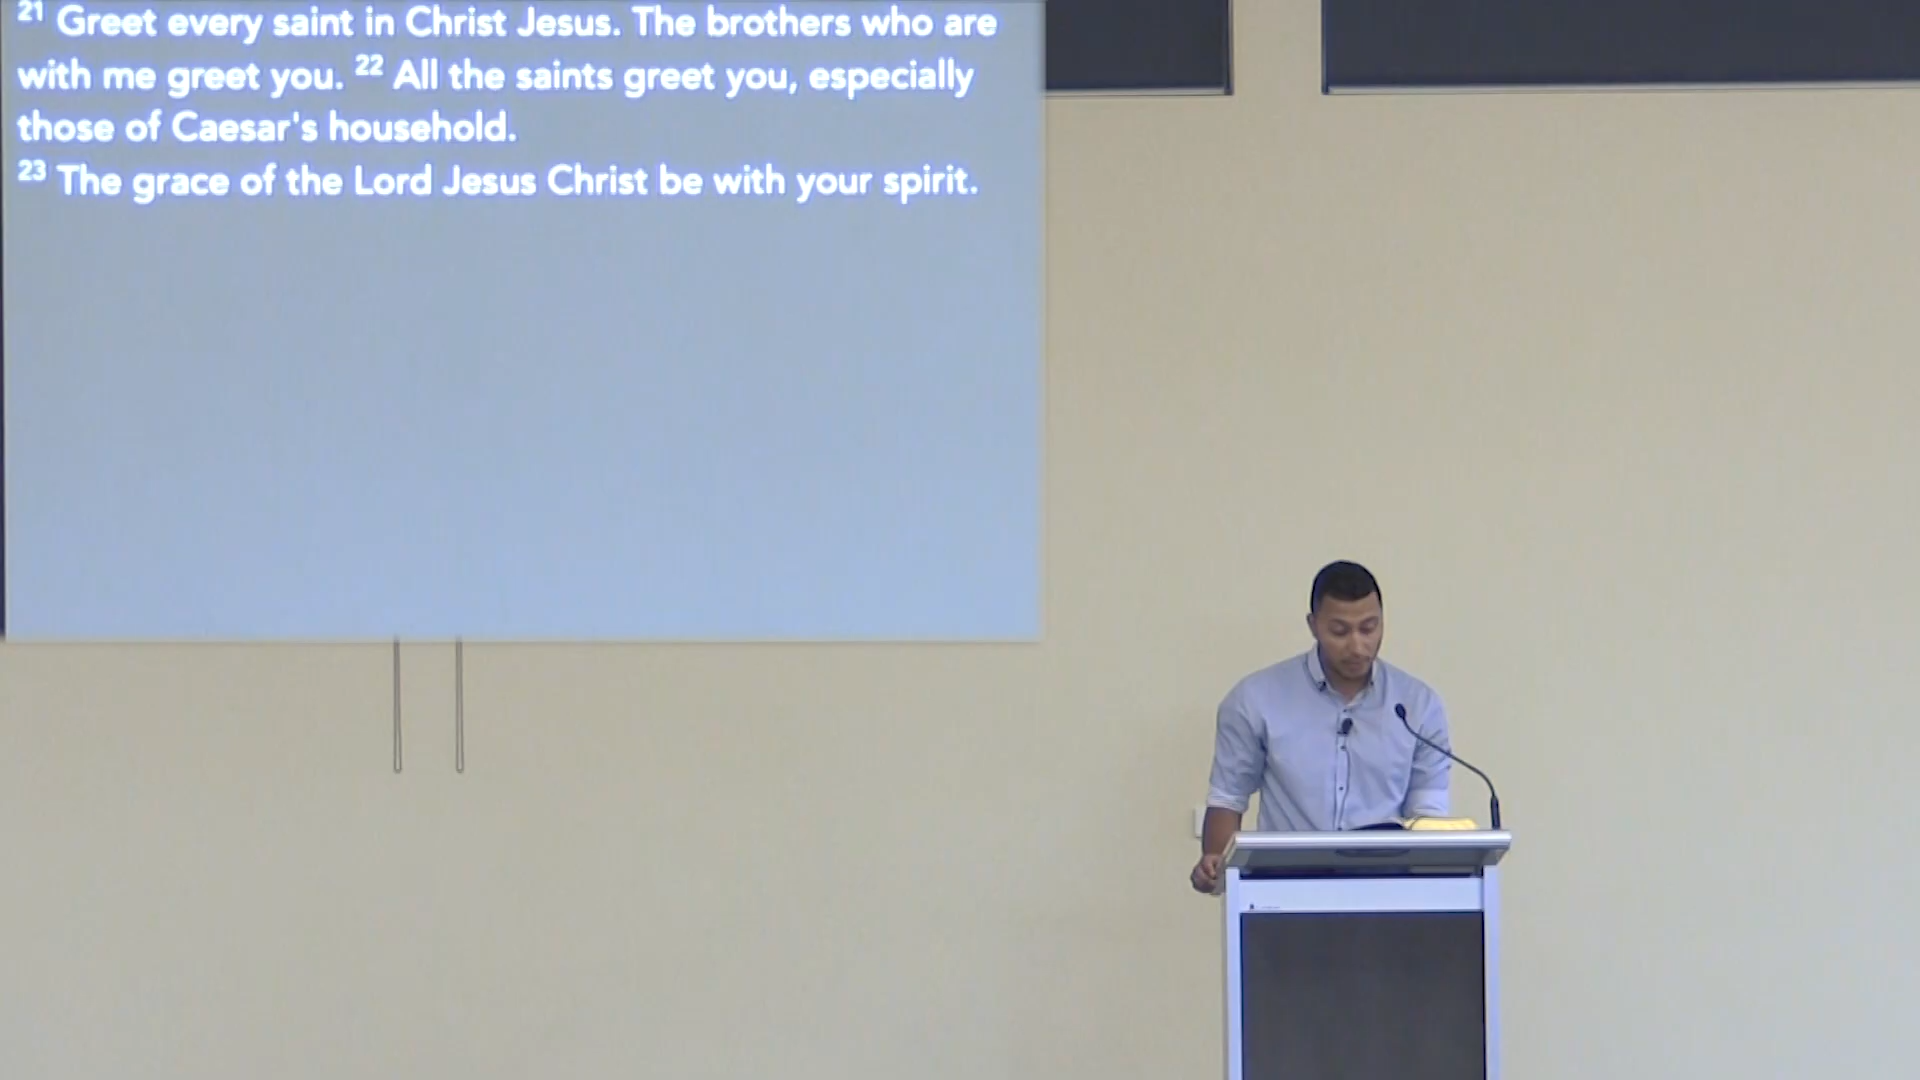 21 Greet every saint in Christ Jesus. The brothers who are
with me greet you. 22 All the saints greet you, especially
those of Caesar's household.
23 The grace of the Lord Jesus Christ be with your spirit.